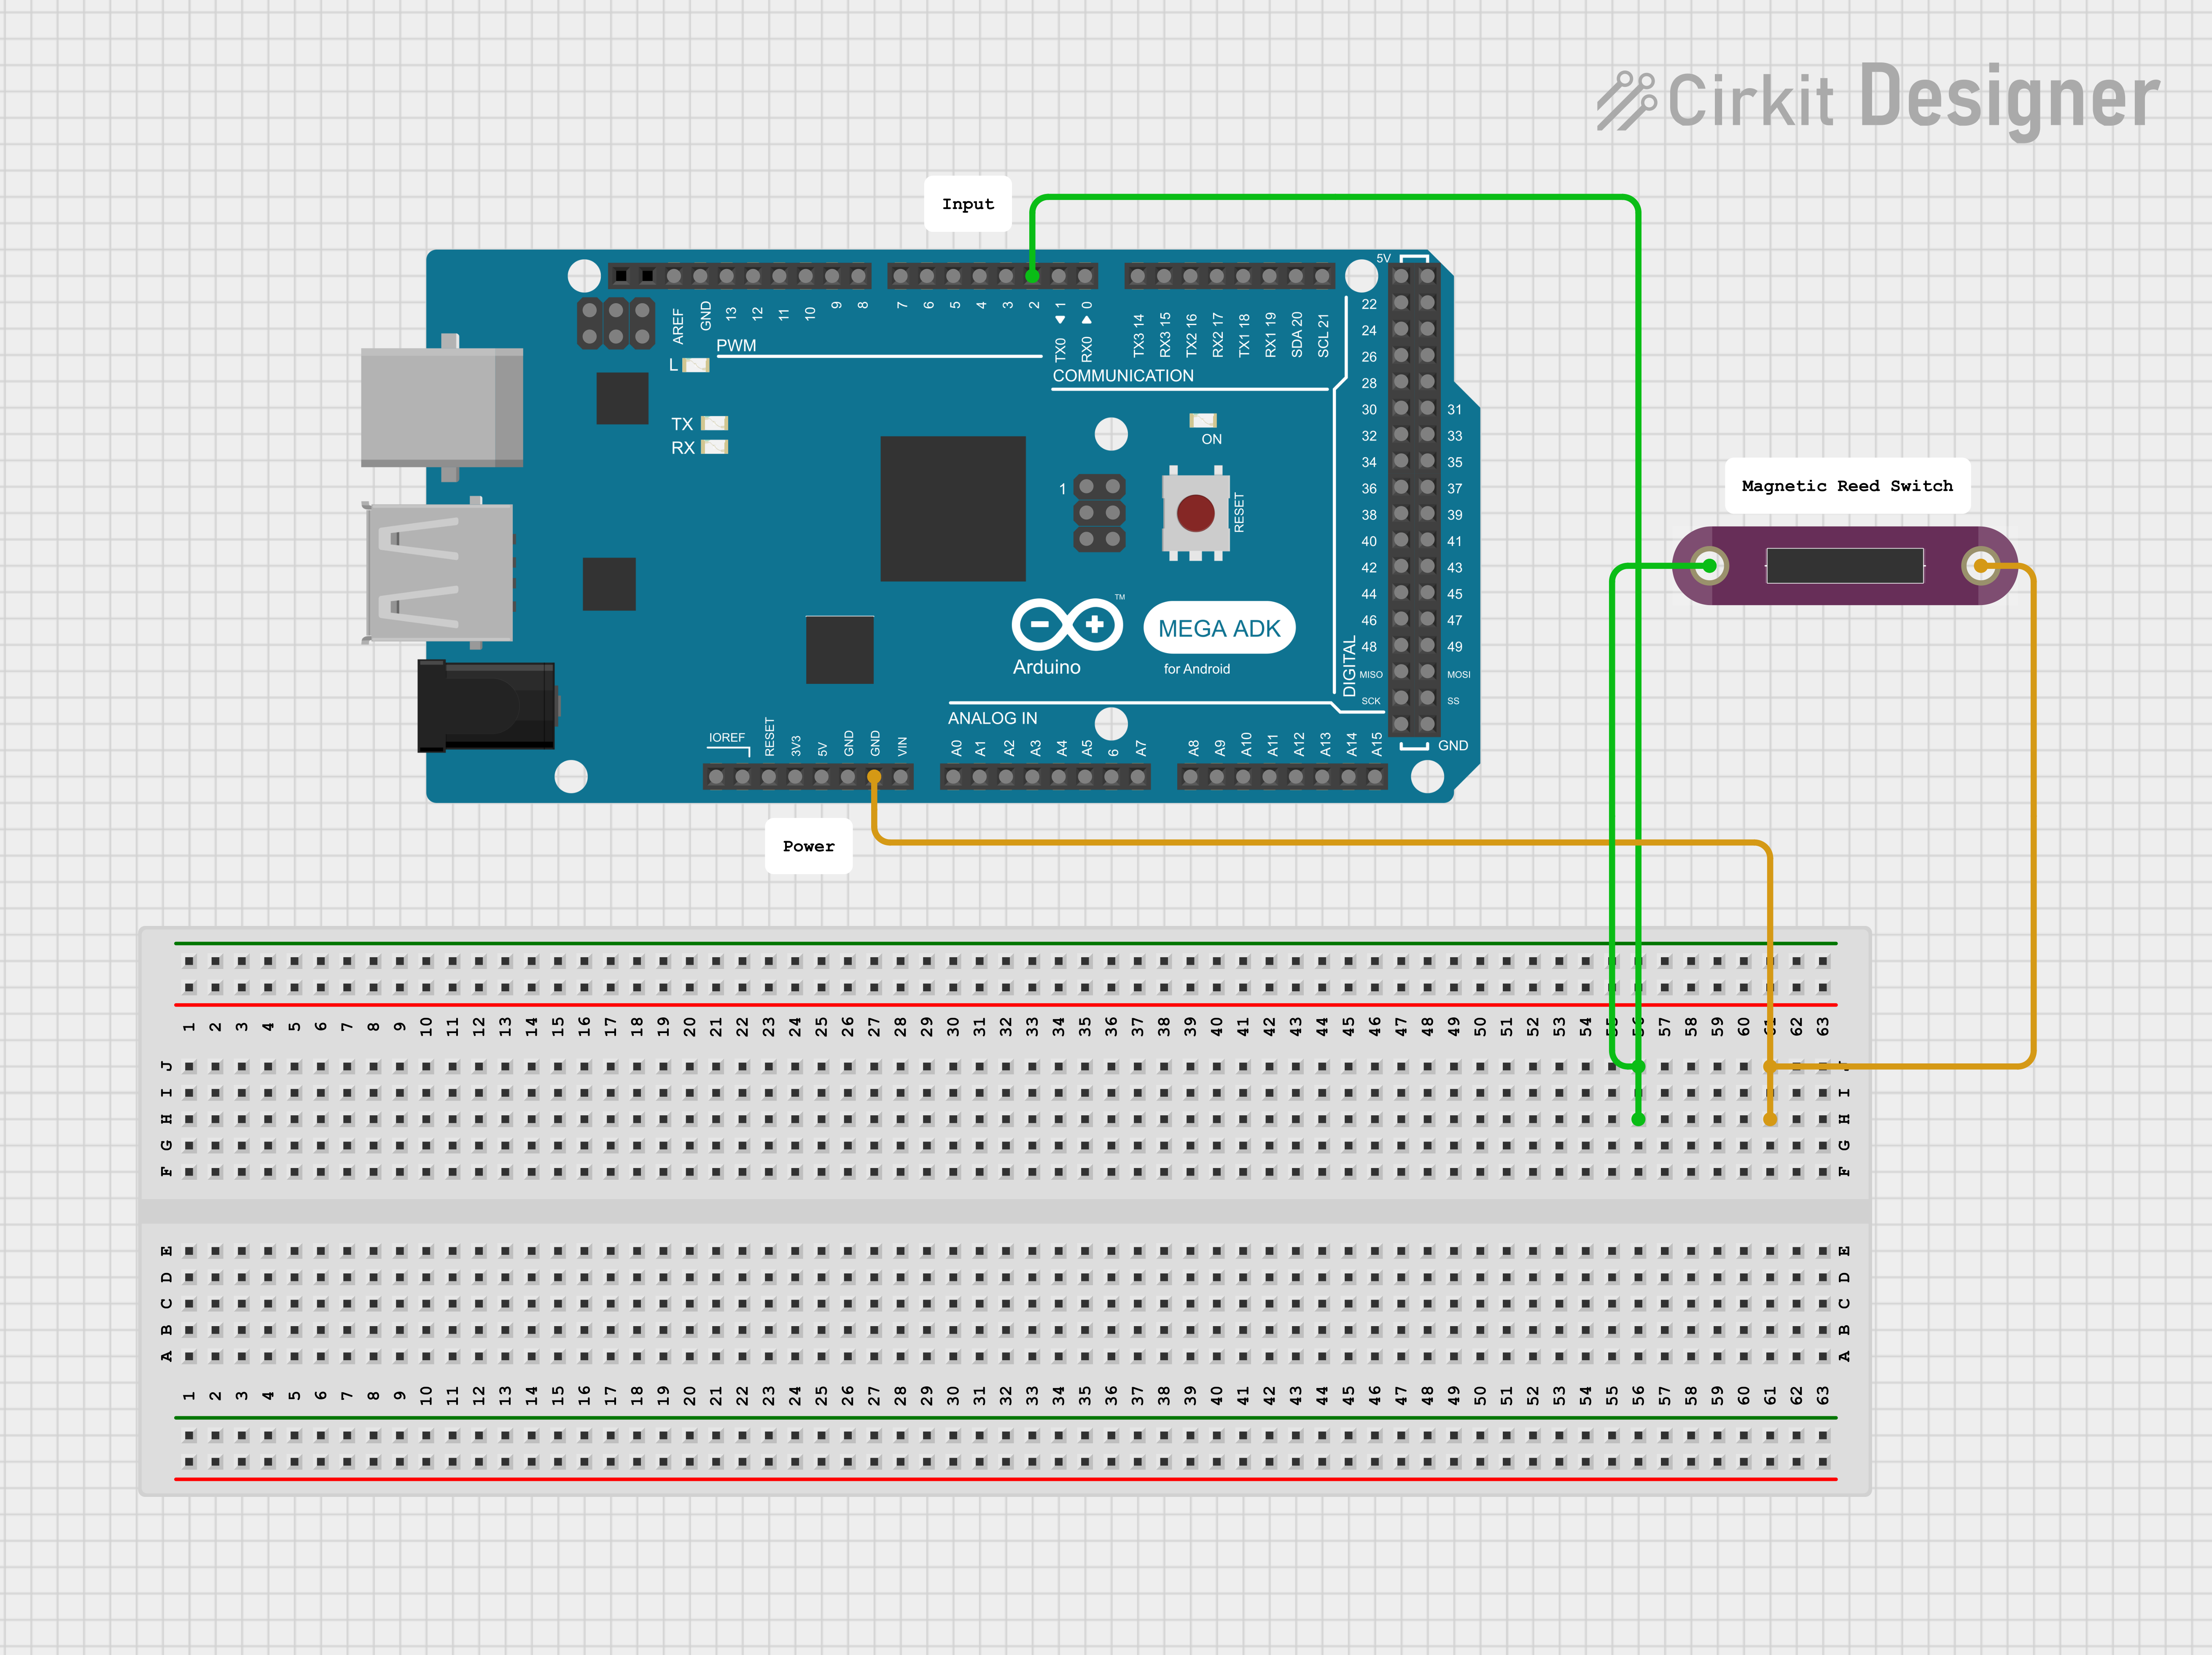 Cirkit Designer
Input
5V
AREF GND 13 12 11 10 9 8 7 6 5 4 3 2 1 0
TX0 RX0
TX3 14 RX3 15 TX2 16 RX2 17 TX1 18 RX1 19 SDA 20 SCL 21
PWM
COMMUNICATION
L
TX
RX
ON
1
RESET
22
24
26
28
30 31
32 33
34 35
36 37
38 39
40 41
42 43
44 45
46 47
48 49
MISO MOSI
SCK SS
DIGITAL
GND
Magnetic Reed Switch
TM
Arduino
MEGA ADK
for Android
ANALOG IN
IOREF RESET 3V3 5V GND GND VIN
A0 A1 A2 A3 A4 A5 6 A7
A8 A9 A10 A11 A12 A13 A14 A15
Power
1 2 3 4 5 6 7 8 9 10 11 12 13 14 15 16 17 18 19 20 21 22 23 24 25 26 27 28 29 30 31 32 33 34 35 36 37 38 39 40 41 42 43 44 45 46 47 48 49 50 51 52 53 54 55 56 57 58 59 60 61 62 63
J J
I I
H H
G G
F F
E E
D D
C C
B B
A A
1 2 3 4 5 6 7 8 9 10 11 12 13 14 15 16 17 18 19 20 21 22 23 24 25 26 27 28 29 30 31 32 33 34 35 36 37 38 39 40 41 42 43 44 45 46 47 48 49 50 51 52 53 54 55 56 57 58 59 60 61 62 63